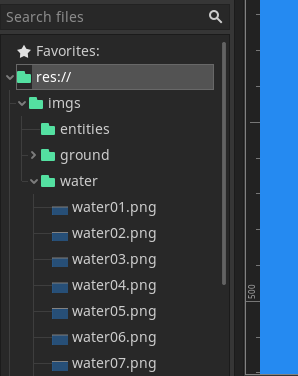 Search files
Favorites:
res://
imgs
entities
ground
water
water01.png
water02.png
water03.png
water04.png
water05.png
water06.png
water07.png
500